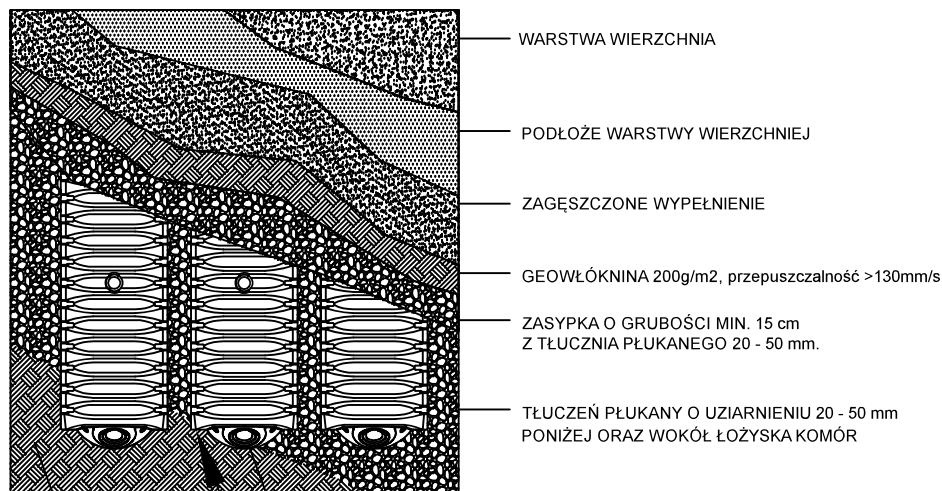 WARSTWA WIERZCHNIA
PODŁOŻE WARSTWY WIERZCHNIEJ
ZAGĘSZCZONE WYPEŁNIENIE
GEOWŁÓKNINA 200g/m2, przepuszczalność >130mm/s
ZASYPKA O GRUBOŚCI MIN. 15 cm
Z TŁUCZNIA PŁUKANEGO 20 - 50 mm.
TŁUCZEŃ PŁUKANY O UZIARNIENIU 20 - 50 mm
PONIŻEJ ORAZ WOKÓŁ ŁOŻYSKA KOMÓR